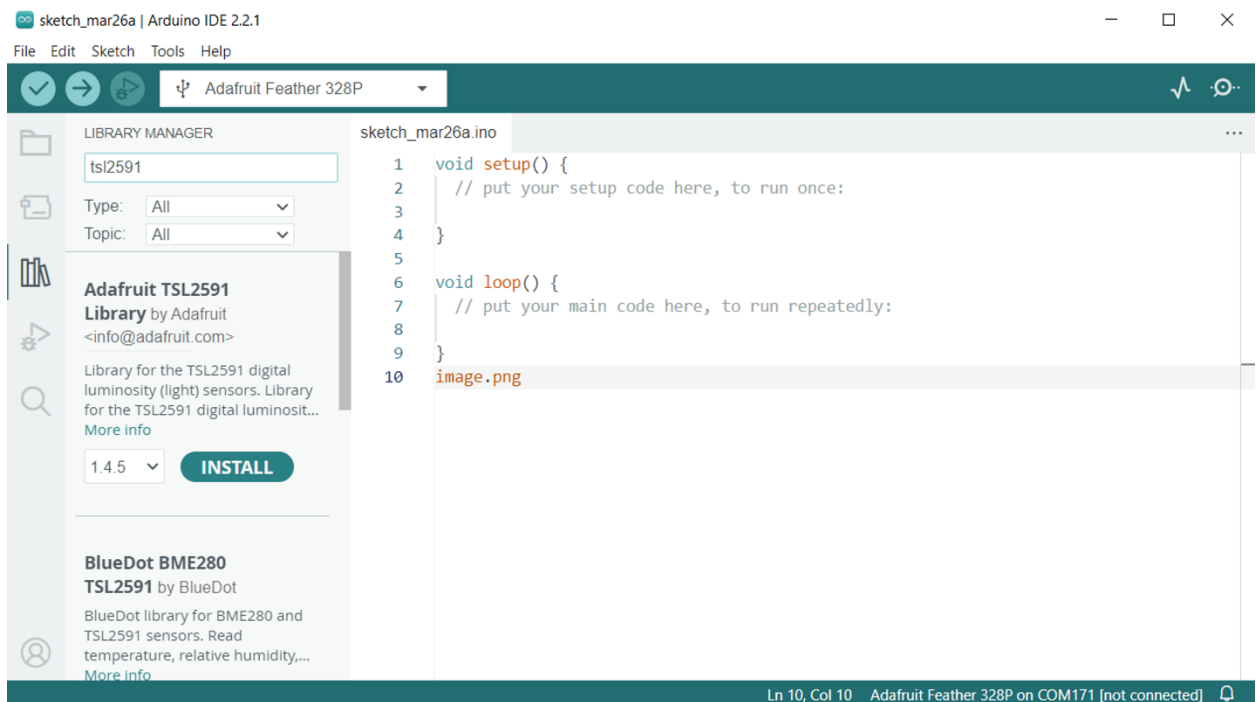 sketch_mar26a | Arduino IDE 2.2.1
File Edit Sketch Tools Help
Adafruit Feather 328P
LIBRARY MANAGER
tsl2591
Type: All
Topic: All
Adafruit TSL2591
Library by Adafruit
<info@adafruit.com>
Library for the TSL2591 digital
luminosity (light) sensors. Library
for the TSL2591 digital luminosit...
More info
1.4.5 INSTALL
BlueDot BME280
TSL2591 by BlueDot
BlueDot library for BME280 and
TSL2591 sensors. Read
temperature, relative humidity,...
More info
sketch_mar26a.ino
1 void setup() {
2 // put your setup code here, to run once:
3
4 }
5
6 void loop() {
7 // put your main code here, to run repeatedly:
8
9 }
10 image.png
Ln 10, Col 10 Adafruit Feather 328P on COM171 [not connected]